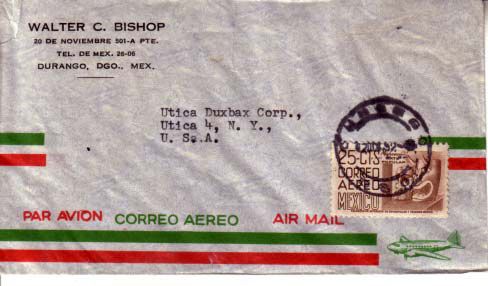 WALTER C. BISHOP
20 DE NOVIEMBRE 501-A PTE.
TEL. DE MEX. 26-06
DURANGO, DGO., MEX.
Utica Duxbax Corp.,
Utica 4, N. Y.,
U. S.A.
25 CTS
CORREO
AEREO
MEXICO
PAR AVION CORREO AEREO AIR MAIL